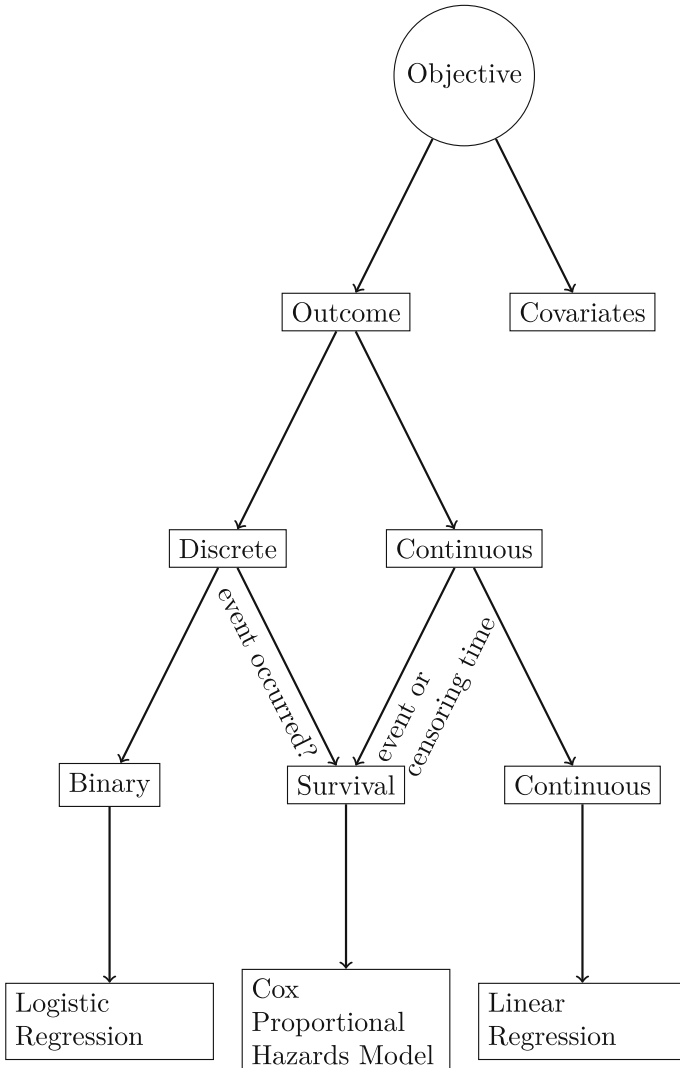 Objective
Outcome
Covariates
Discrete
Continuous
event occurred?
event or
censoring time
Binary
Survival
Continuous
Logistic
Regression
Cox
Proportional
Hazards Model
Linear
Regression